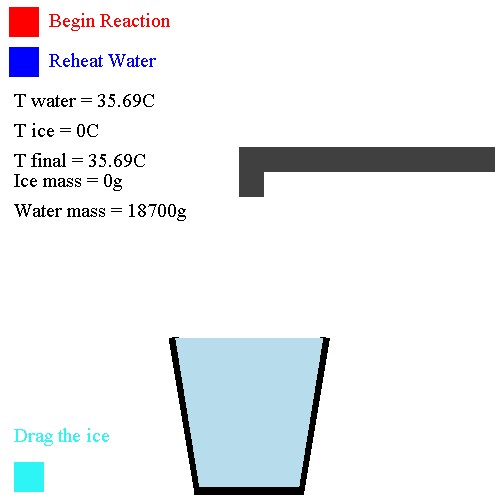 Begin Reaction
Reheat Water
T water = 35.69C
T ice = 0C
T final = 35.69C
Ice mass = 0g
Water mass = 18700g
Drag the ice